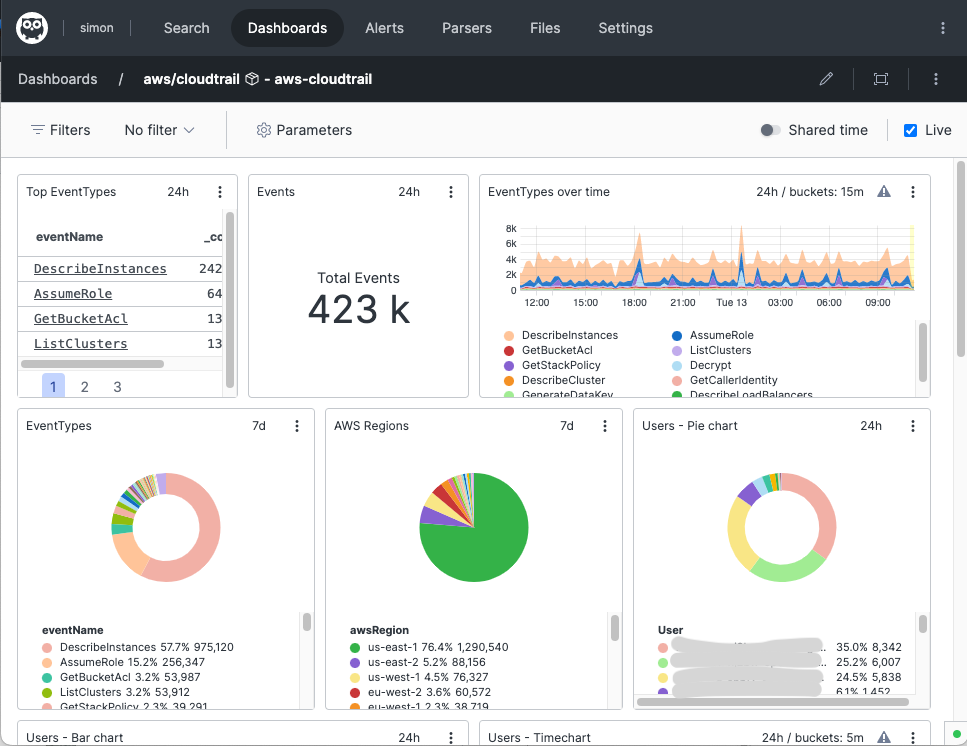 simon Search Dashboards Alerts Parsers Files Settings
Dashboards / aws/cloudtrail - aws-cloudtrail
Filters No filter Parameters Shared time Live
Top EventTypes 24h
eventName _co
DescribeInstances 242
AssumeRole 64
GetBucketAcl 13
ListClusters 13
1 2 3
Events 24h
Total Events
423 k
EventTypes over time 24h / buckets: 15m
8k
6k
4k
2k
0
12:00 15:00 18:00 21:00 Tue 13 03:00 06:00 09:00
DescribeInstances AssumeRole
GetBucketAcl ListClusters
GetStackPolicy Decrypt
DescribeCluster GetCallerIdentity
GenerateDataKey DescribeLoadBalancers
EventTypes 7d
eventName
DescribeInstances 57.7% 975,120
AssumeRole 15.2% 256,347
GetBucketAcl 3.2% 53,987
ListClusters 3.2% 53,912
GetStackPolicy 2.3% 39,291
AWS Regions 7d
awsRegion
us-east-1 76.4% 1,290,540
us-east-2 5.2% 88,156
us-west-1 4.5% 76,327
eu-west-2 3.6% 60,572
eu-west-1 2.3% 38,719
Users - Pie chart 24h
User
35.0% 8,342
25.2% 6,007
24.5% 5,838
6.1% 1,452
Users - Bar chart 24h
Users - Timechart 24h / buckets: 5m